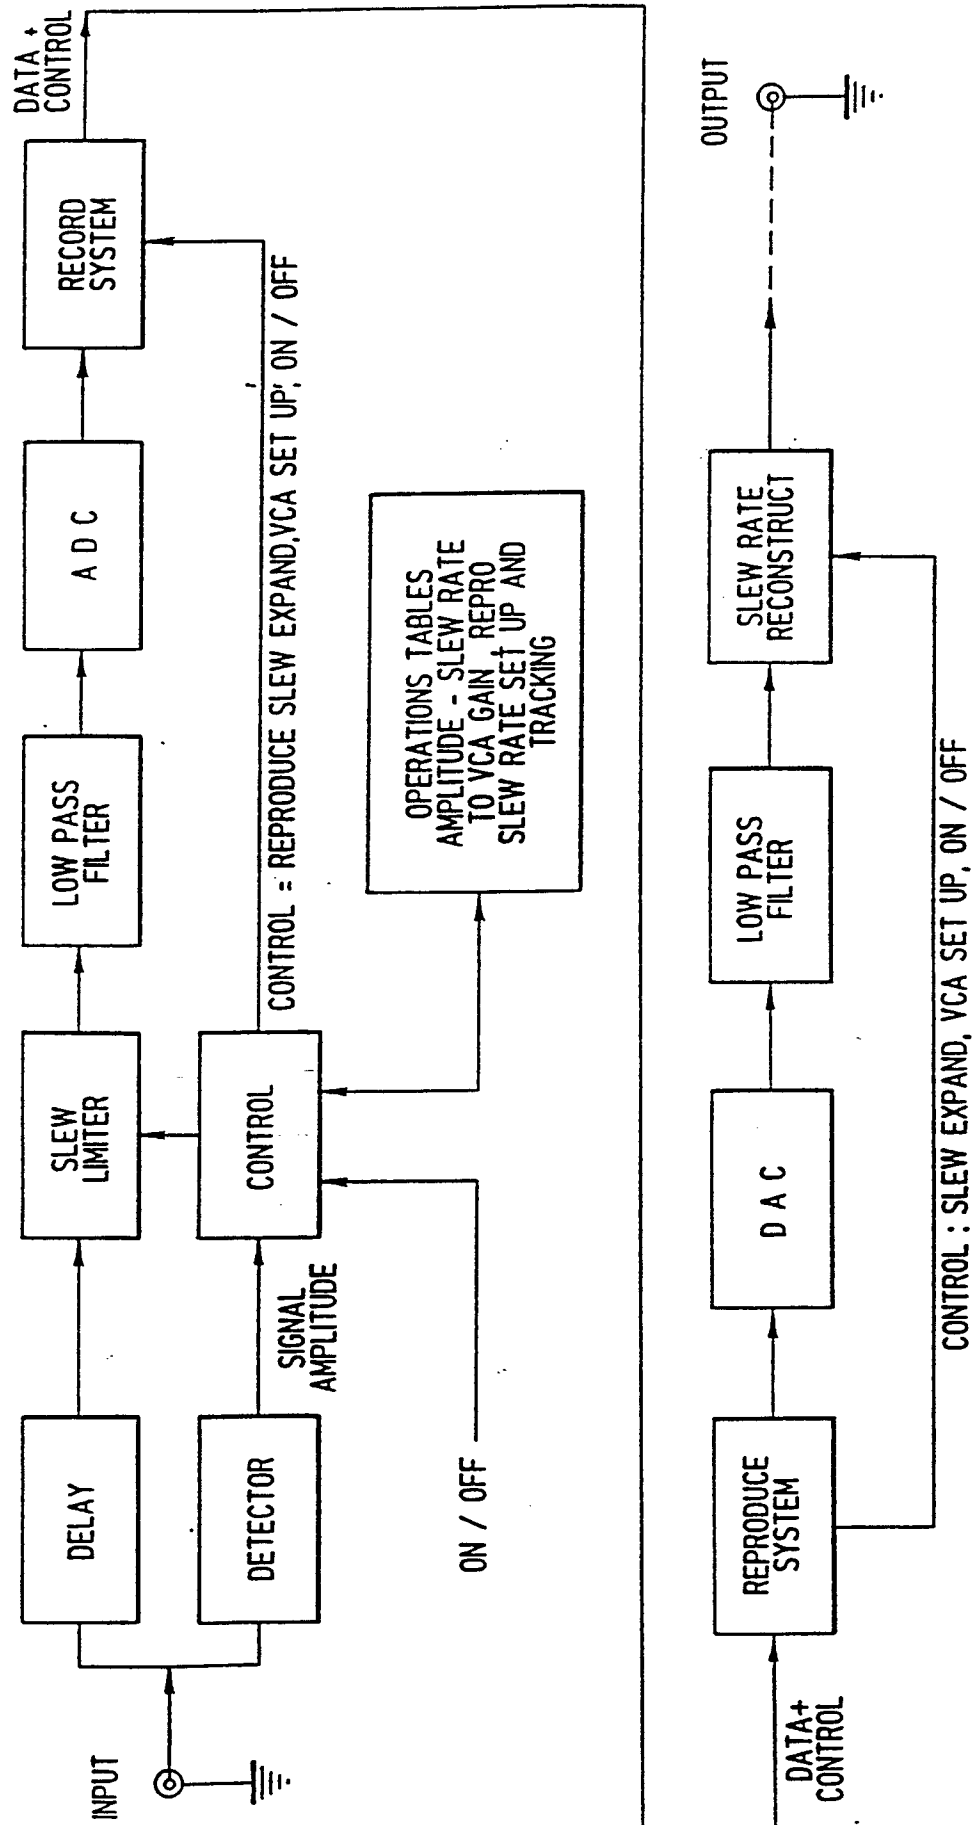 INPUT
DELAY
DETECTOR
SIGNAL
AMPLITUDE
ON / OFF
SLEW
LIMITER
CONTROL
LOW PASS
FILTER
A D C
RECORD
SYSTEM
DATA +
CONTROL
CONTROL = REPRODUCE SLEW EXPAND, VCA SET UP, ON / OFF
OPERATIONS TABLES
AMPLITUDE - SLEW RATE
TO VCA GAIN, REPRO
SLEW RATE SET UP AND
TRACKING
DATA+
CONTROL
REPRODUCE
SYSTEM
D A C
LOW PASS
FILTER
SLEW RATE
RECONSTRUCT
OUTPUT
CONTROL : SLEW EXPAND, VCA SET UP, ON / OFF